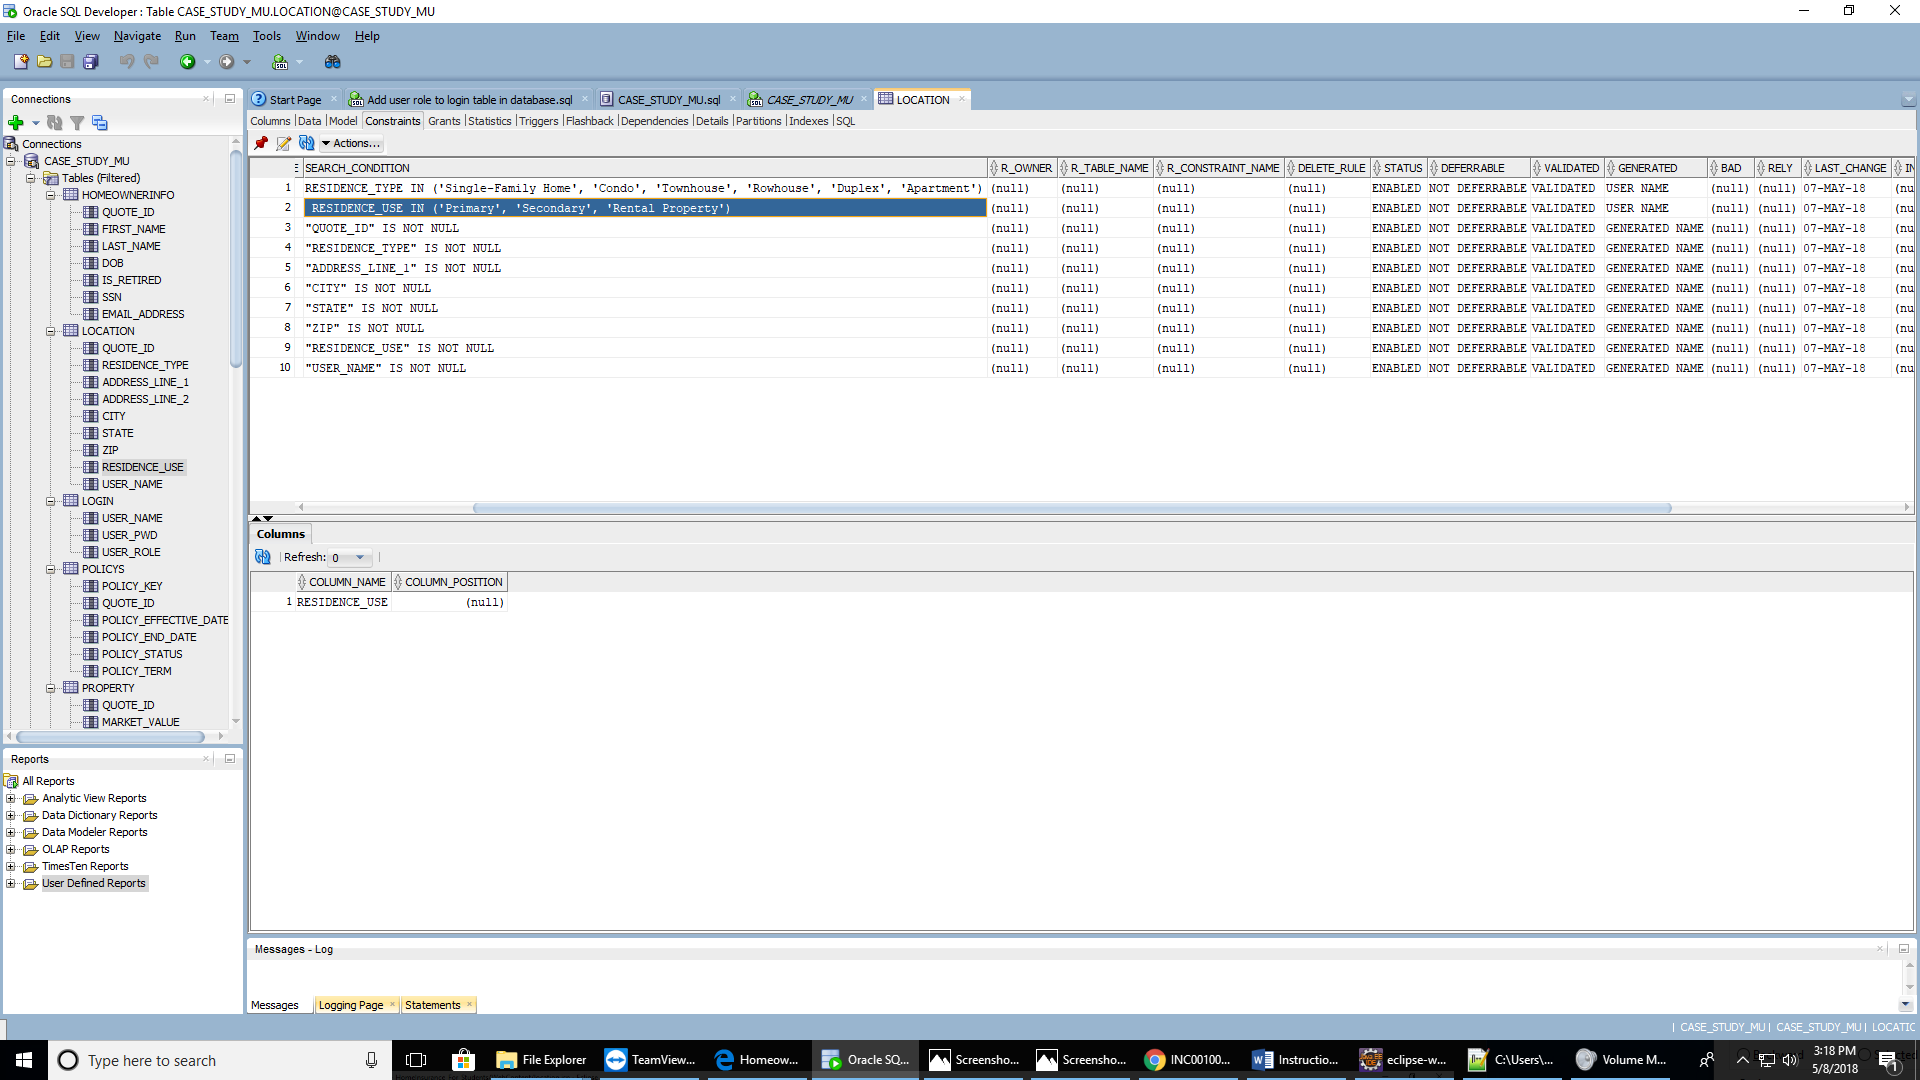 Oracle SQL Developer : Table CASE_STUDY_MU.LOCATION@CASE_STUDY_MU
File Edit View Navigate Run Team Tools Window Help
Connections
Connections
CASE_STUDY_MU
Tables (Filtered)
HOMEOWNERINFO
QUOTE_ID
FIRST_NAME
LAST_NAME
DOB
IS_RETIRED
SSN
EMAIL_ADDRESS
LOCATION
QUOTE_ID
RESIDENCE_TYPE
ADDRESS_LINE_1
ADDRESS_LINE_2
CITY
STATE
ZIP
RESIDENCE_USE
USER_NAME
LOGIN
USER_NAME
USER_PWD
USER_ROLE
POLICYS
POLICY_KEY
QUOTE_ID
POLICY_EFFECTIVE_DATE
POLICY_END_DATE
POLICY_STATUS
POLICY_TERM
PROPERTY
QUOTE_ID
MARKET_VALUE
Reports
All Reports
Analytic View Reports
Data Dictionary Reports
Data Modeler Reports
OLAP Reports
TimesTen Reports
User Defined Reports
Start Page Add user role to login table in database.sql CASE_STUDY_MU.sql CASE_STUDY_MU LOCATION
Columns Data Model Constraints Grants Statistics Triggers Flashback Dependencies Details Partitions Indexes SQL
Actions...
E SEARCH_CONDITION R_OWNER R_TABLE_NAME R_CONSTRAINT_NAME DELETE_RULE STATUS DEFERRABLE VALIDATED GENERATED BAD RELY LAST_CHANGE IN
1 RESIDENCE_TYPE IN ('Single-Family Home', 'Condo', 'Townhouse', 'Rowhouse', 'Duplex', 'Apartment') (null) (null) (null) (null) ENABLED NOT DEFERRABLE VALIDATED USER NAME (null) (null) 07-MAY-18 (nu
2 RESIDENCE_USE IN ('Primary', 'Secondary', 'Rental Property') (null) (null) (null) (null) ENABLED NOT DEFERRABLE VALIDATED USER NAME (null) (null) 07-MAY-18 (nu
3 "QUOTE_ID" IS NOT NULL (null) (null) (null) (null) ENABLED NOT DEFERRABLE VALIDATED GENERATED NAME (null) (null) 07-MAY-18 (nu
4 "RESIDENCE_TYPE" IS NOT NULL (null) (null) (null) (null) ENABLED NOT DEFERRABLE VALIDATED GENERATED NAME (null) (null) 07-MAY-18 (nu
5 "ADDRESS_LINE_1" IS NOT NULL (null) (null) (null) (null) ENABLED NOT DEFERRABLE VALIDATED GENERATED NAME (null) (null) 07-MAY-18 (nu
6 "CITY" IS NOT NULL (null) (null) (null) (null) ENABLED NOT DEFERRABLE VALIDATED GENERATED NAME (null) (null) 07-MAY-18 (nu
7 "STATE" IS NOT NULL (null) (null) (null) (null) ENABLED NOT DEFERRABLE VALIDATED GENERATED NAME (null) (null) 07-MAY-18 (nu
8 "ZIP" IS NOT NULL (null) (null) (null) (null) ENABLED NOT DEFERRABLE VALIDATED GENERATED NAME (null) (null) 07-MAY-18 (nu
9 "RESIDENCE_USE" IS NOT NULL (null) (null) (null) (null) ENABLED NOT DEFERRABLE VALIDATED GENERATED NAME (null) (null) 07-MAY-18 (nu
10 "USER_NAME" IS NOT NULL (null) (null) (null) (null) ENABLED NOT DEFERRABLE VALIDATED GENERATED NAME (null) (null) 07-MAY-18 (nu
Columns
Refresh: 0
COLUMN_NAME COLUMN_POSITION
1 RESIDENCE_USE (null)
Messages - Log
Messages Logging Page Statements
| CASE_STUDY_MU | CASE_STUDY_MU | LOCATIC
Type here to search File Explorer TeamView... Homeow... Oracle SQ... Screensho... Screensho... INC00100... Instructio... eclipse-w... C:\Users\... Volume M... 3:18 PM
5/8/2018 1